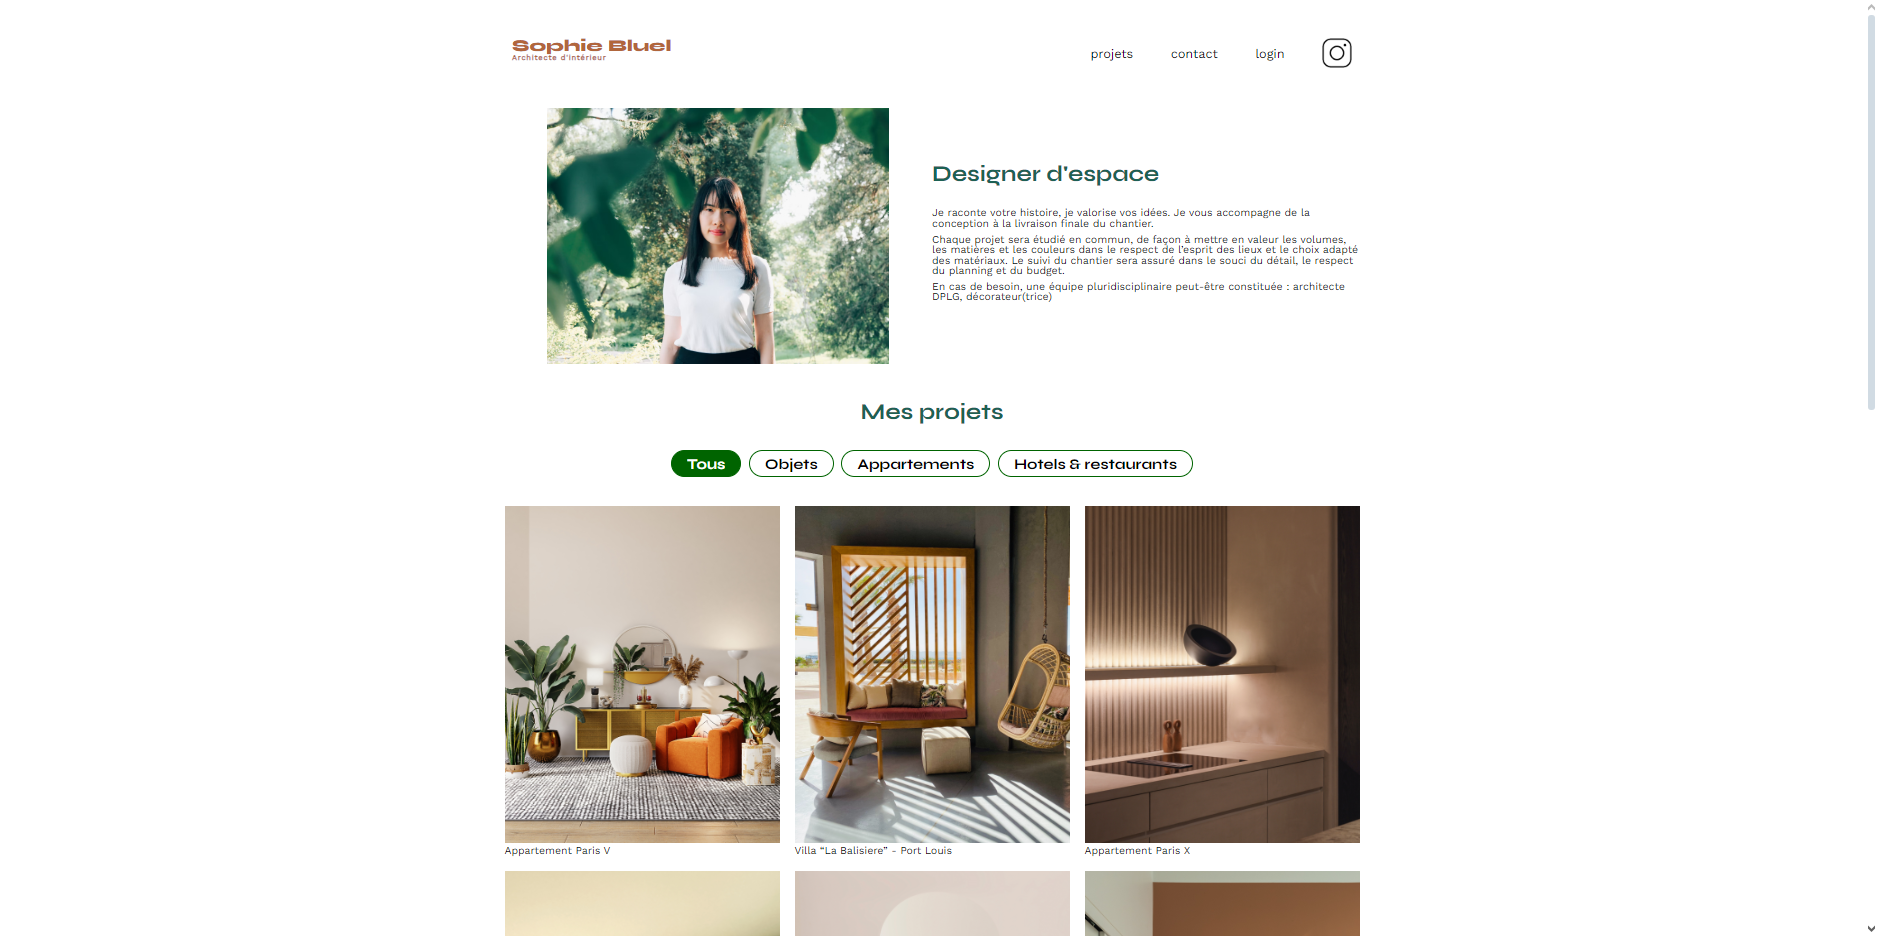 Sophie Bluel
Architecte d'intérieur
projets
contact
login
Designer d'espace
Je raconte votre histoire, je valorise vos idées. Je vous accompagne de la
conception à la livraison finale du chantier.
Chaque projet sera étudié en commun, de façon à mettre en valeur les volumes,
les matières et les couleurs dans le respect de l’esprit des lieux et le choix adapté
des matériaux. Le suivi du chantier sera assuré dans le souci du détail, le respect
du planning et du budget.
En cas de besoin, une équipe pluridisciplinaire peut-être constituée : architecte
DPLG, décorateur(trice)
Mes projets
Tous
Objets
Appartements
Hotels & restaurants
Appartement Paris V
Villa “La Balisiere” - Port Louis
Appartement Paris X